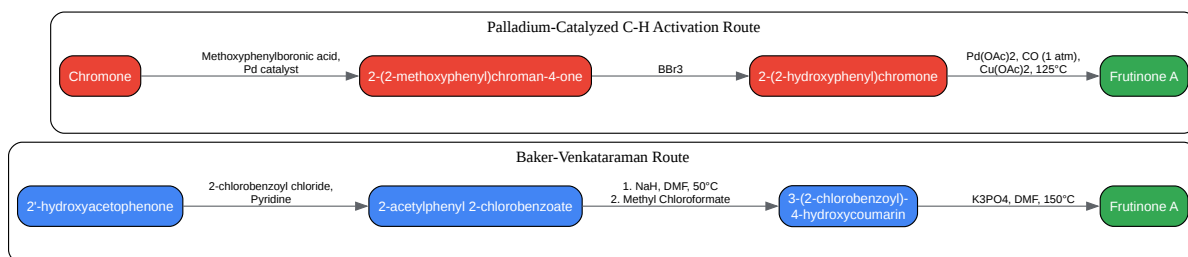 Palladium-Catalyzed C-H Activation Route
Chromone
Methoxyphenylboronic acid,
Pd catalyst
2-(2-methoxyphenyl)chroman-4-one
BBr3
2-(2-hydroxyphenyl)chromone
Pd(OAc)2, CO (1 atm),
Cu(OAc)2, 125°C
Frutinone A
Baker-Venkataraman Route
2'-hydroxyacetophenone
2-chlorobenzoyl chloride,
Pyridine
2-acetylphenyl 2-chlorobenzoate
1. NaH, DMF, 50°C
2. Methyl Chloroformate
3-(2-chlorobenzoyl)-
4-hydroxycoumarin
K3PO4, DMF, 150°C
Frutinone A